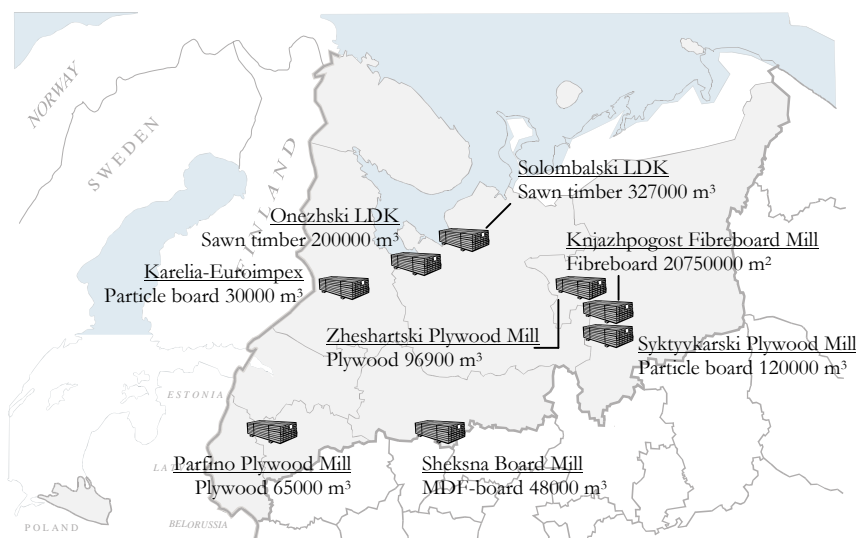 NORWAY
SWEDEN
FINLAND
Solombalski LDK
Sawn timber 327000 m³
Onezhski LDK
Sawn timber 200000 m³
Knjazhpogost Fibreboard Mill
Fibreboard 20750000 m²
Karelia-Euroimpex
Particle board 30000 m³
Zheshartski Plywood Mill
Plywood 96900 m³
Syktyvkarski Plywood Mill
Particle board 120000 m³
ESTONIA
Parfino Plywood Mill
Plywood 65000 m³
Sheksna Board Mill
MDF-board 48000 m³
POLAND
BELORUSSIA